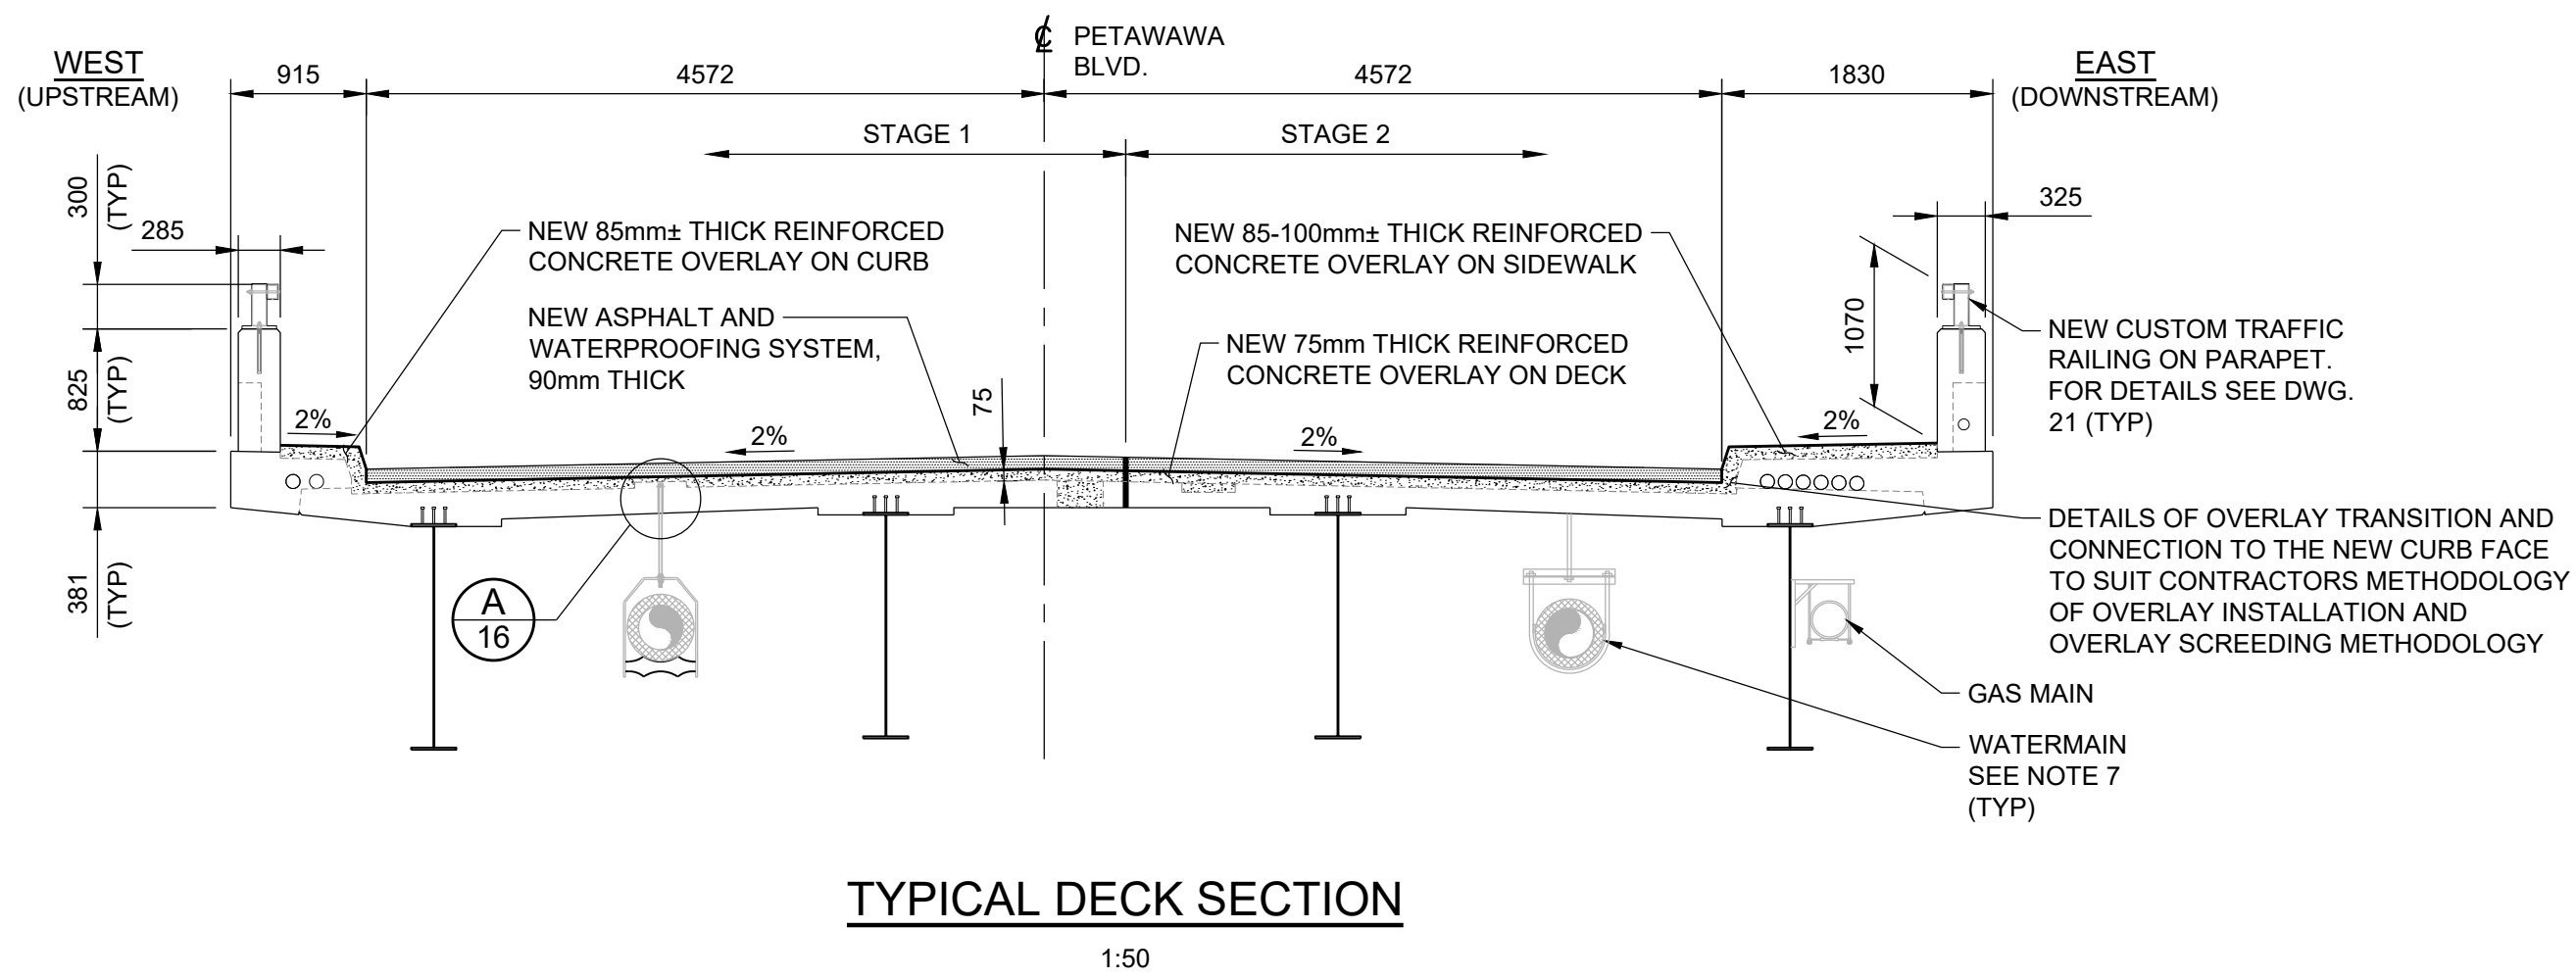 ℄ PETAWAWA
BLVD.
WEST
(UPSTREAM)
915
4572
4572
1830
EAST
(DOWNSTREAM)
STAGE 1
STAGE 2
300
(TYP)
285
325
NEW 85mm± THICK REINFORCED
CONCRETE OVERLAY ON CURB
NEW 85-100mm± THICK REINFORCED
CONCRETE OVERLAY ON SIDEWALK
NEW ASPHALT AND
WATERPROOFING SYSTEM,
90mm THICK
NEW 75mm THICK REINFORCED
CONCRETE OVERLAY ON DECK
1070
NEW CUSTOM TRAFFIC
RAILING ON PARAPET.
FOR DETAILS SEE DWG.
21 (TYP)
825
(TYP)
75
2%
2%
2%
2%
381
(TYP)
A
16
DETAILS OF OVERLAY TRANSITION AND
CONNECTION TO THE NEW CURB FACE
TO SUIT CONTRACTORS METHODOLOGY
OF OVERLAY INSTALLATION AND
OVERLAY SCREEDING METHODOLOGY
GAS MAIN
WATERMAIN
SEE NOTE 7
(TYP)
TYPICAL DECK SECTION
1:50